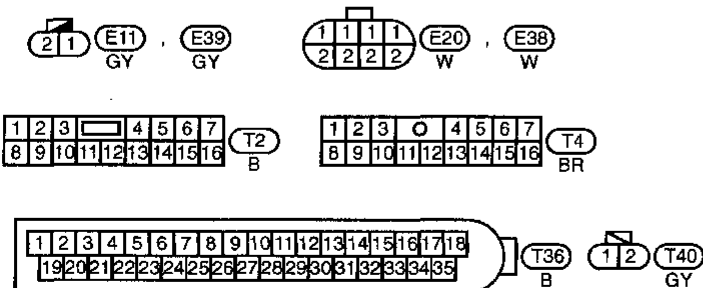 2 1 E11 , E39
GY GY
1 1 1 1 E20 , E38
2 2 2 2 W W
1 2 3 4 5 6 7 T2
8 9 10 11 12 13 14 15 16 B
1 2 3 4 5 6 7 T4
8 9 10 11 12 13 14 15 16 BR
1 2 3 4 5 6 7 8 9 10 11 12 13 14 15 16 17 18 T36
19 20 21 22 23 24 25 26 27 28 29 30 31 32 33 34 35 B
1 2 T40
GY